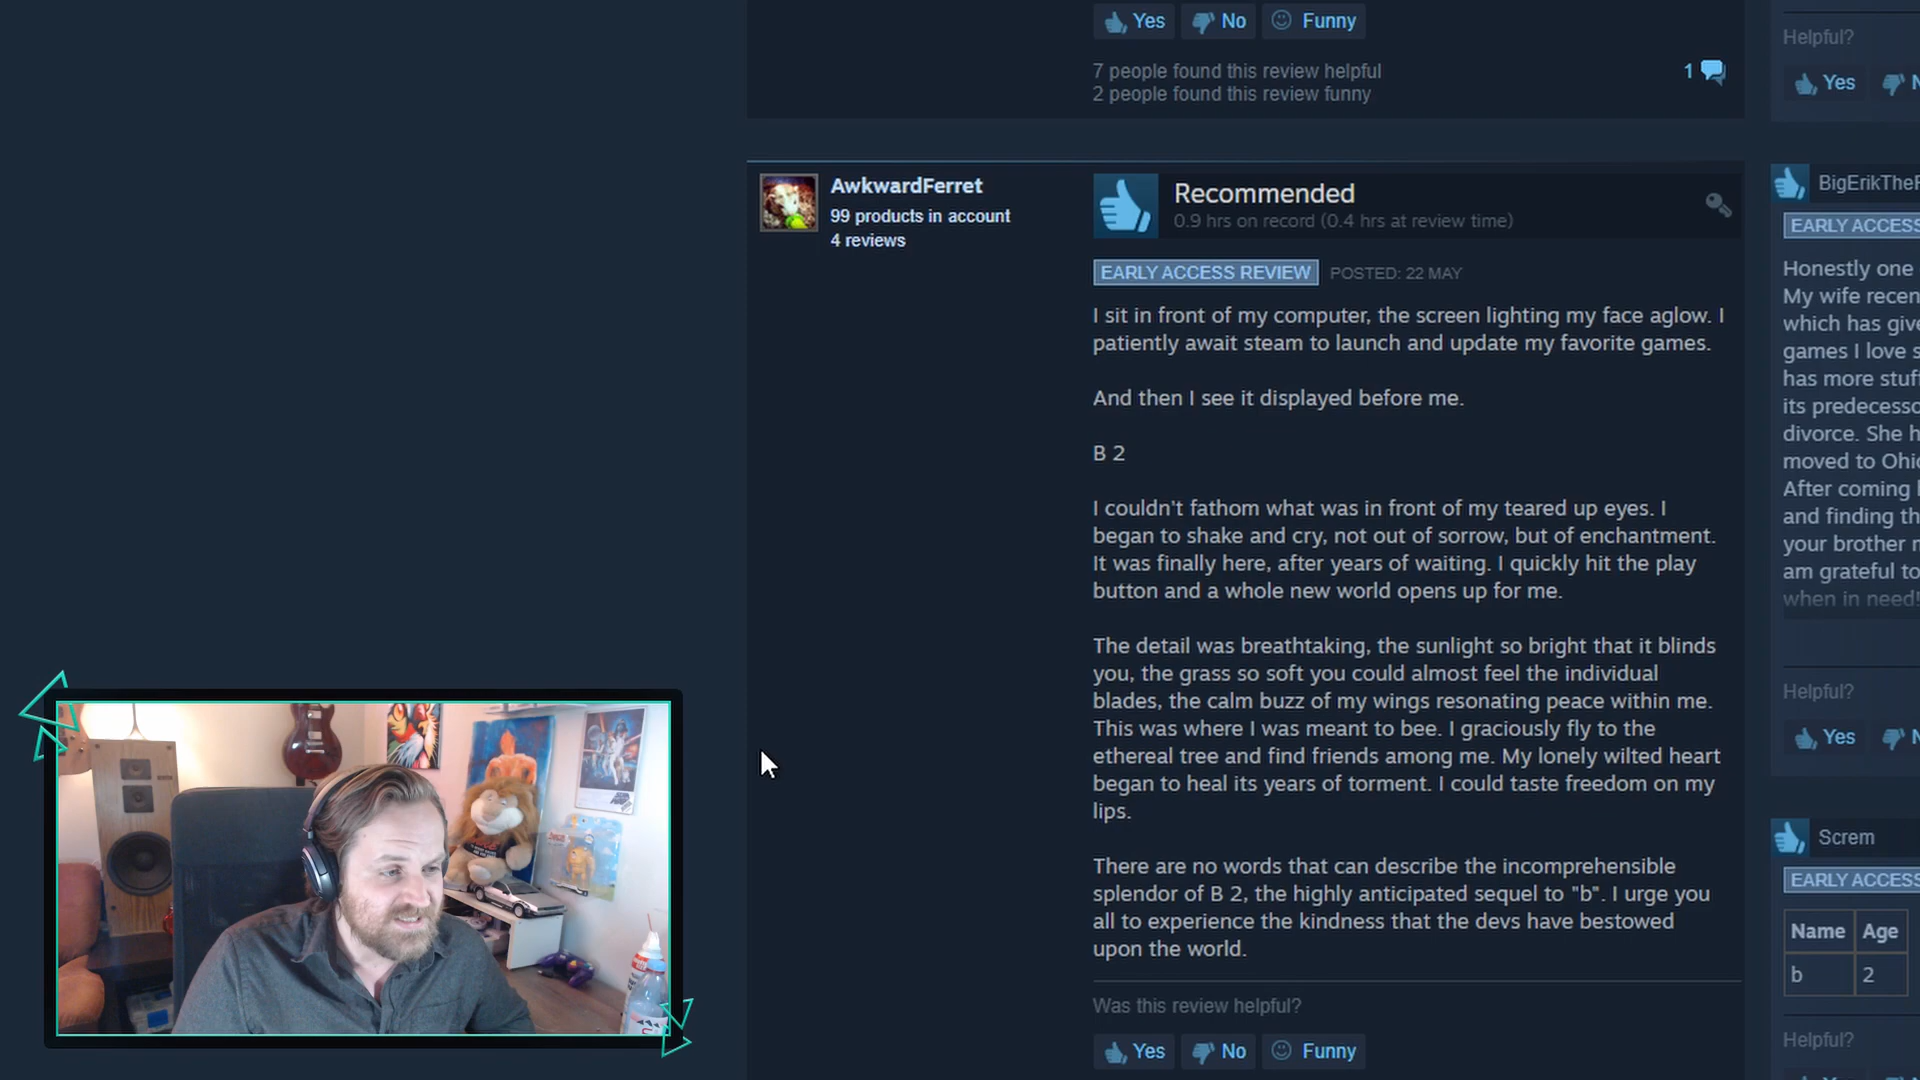 Yes
No
Funny
7 people found this review helpful
2 people found this review funny
1
AwkwardFerret
99 products in account
4 reviews
Recommended
0.9 hrs on record (0.4 hrs at review time)
EARLY ACCESS REVIEW
POSTED: 22 MAY
I sit in front of my computer, the screen lighting my face aglow. I
patiently await steam to launch and update my favorite games.
And then I see it displayed before me.
B 2
I couldn't fathom what was in front of my teared up eyes. I
began to shake and cry, not out of sorrow, but of enchantment.
It was finally here, after years of waiting. I quickly hit the play
button and a whole new world opens up for me.
The detail was breathtaking, the sunlight so bright that it blinds
you, the grass so soft you could almost feel the individual
blades, the calm buzz of my wings resonating peace within me.
This was where I was meant to bee. I graciously fly to the
ethereal tree and find friends among me. My lonely wilted heart
began to heal its years of torment. I could taste freedom on my
lips.
There are no words that can describe the incomprehensible
splendor of B 2, the highly anticipated sequel to "b". I urge you
all to experience the kindness that the devs have bestowed
upon the world.
Was this review helpful?
Yes
No
Funny
Helpful?
Yes
N
BigErikTheF
EARLY ACCESS
Honestly one
My wife recen
which has give
games I love s
has more stuff
its predecesso
divorce. She h
moved to Ohio
After coming
and finding th
your brother
am grateful to
when in need!
Helpful?
Yes
N
Screm
EARLY ACCESS
Name Age
b 2
Helpful?